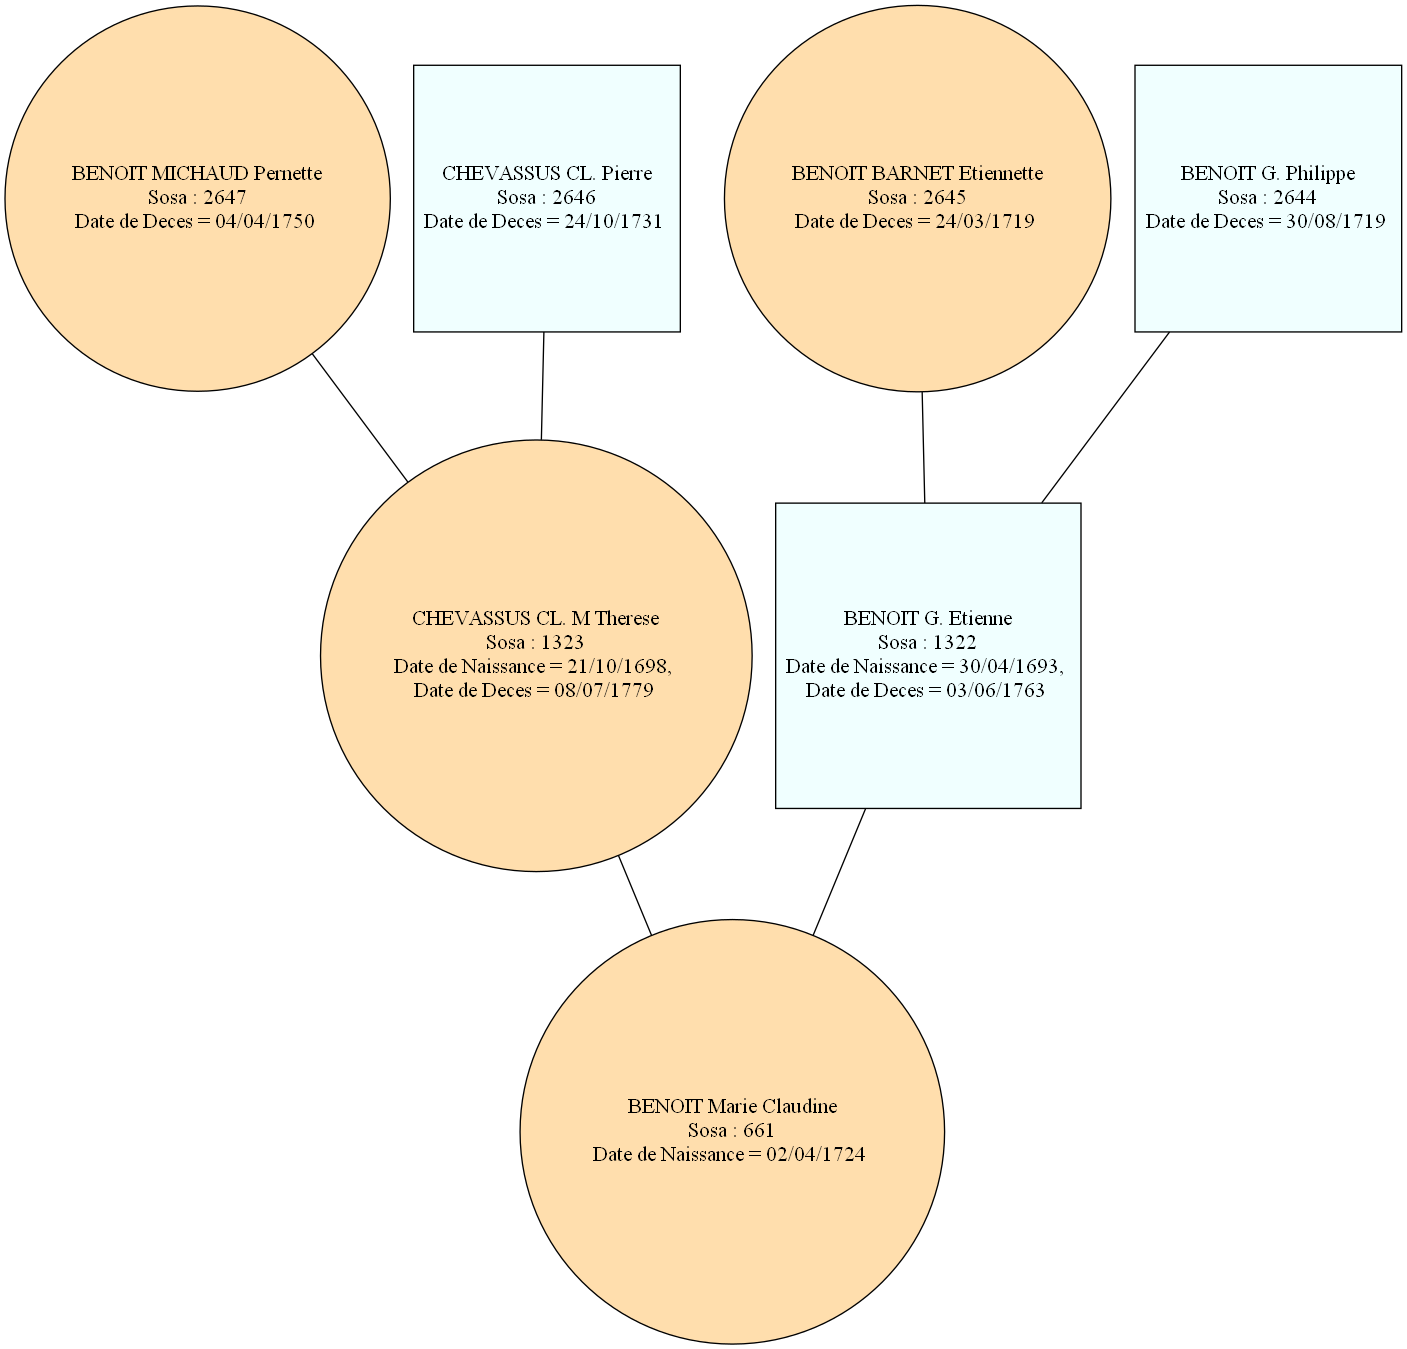 BENOIT MICHAUD Pernette
Sosa : 2647
Date de Deces = 04/04/1750
CHEVASSUS CL. Pierre
Sosa : 2646
Date de Deces = 24/10/1731
BENOIT BARNET Etiennette
Sosa : 2645
Date de Deces = 24/03/1719
BENOIT G. Philippe
Sosa : 2644
Date de Deces = 30/08/1719
CHEVASSUS CL. M Therese
Sosa : 1323
Date de Naissance = 21/10/1698,
Date de Deces = 08/07/1779
BENOIT G. Etienne
Sosa : 1322
Date de Naissance = 30/04/1693,
Date de Deces = 03/06/1763
BENOIT Marie Claudine
Sosa : 661
Date de Naissance = 02/04/1724